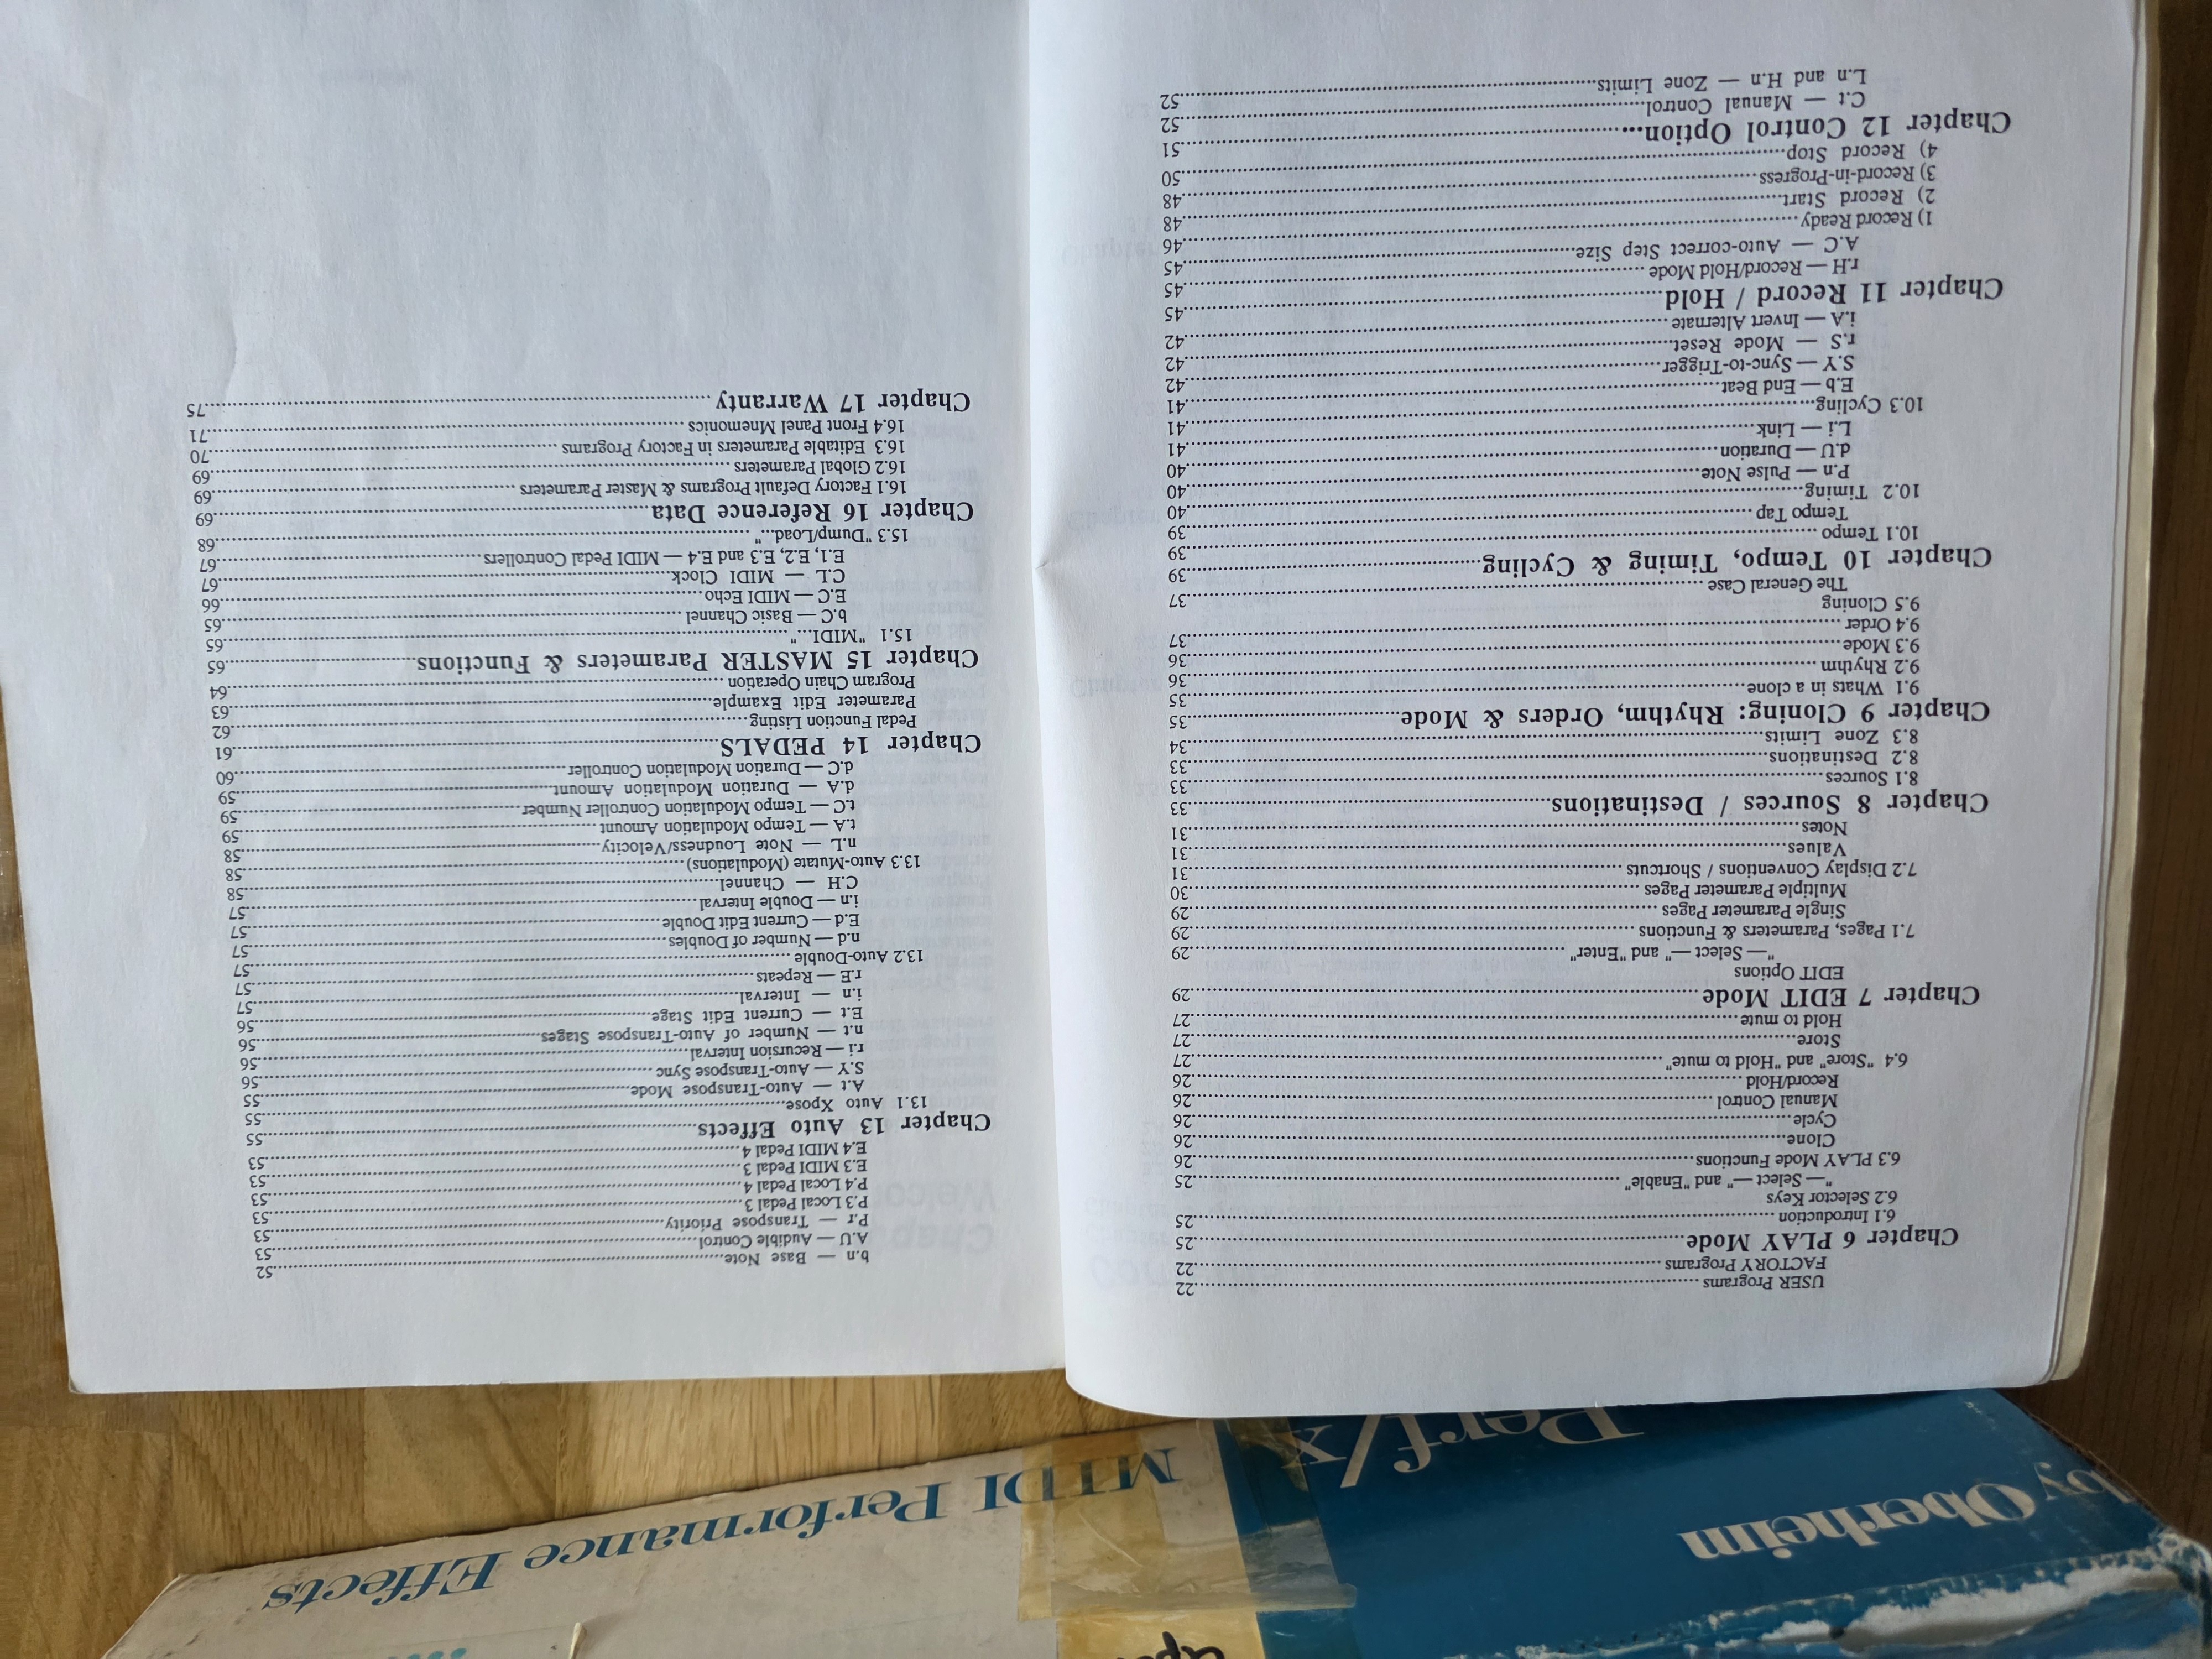 USER Programs........22
FACTORY Programs........22
Chapter 6 PLAY Mode........25
6.1 Introduction........25
6.2 Selector Keys
"— Select —" and "Enable"........25
6.3 PLAY Mode Functions........26
Clone........26
Cycle........26
Manual Control........26
Record/Hold........26
6.4 "Store" and "Hold to mute"........27
Store........27
Hold to mute........27
Chapter 7 EDIT Mode........29
EDIT Options
"— Select —" and "Enter"........29
7.1 Pages, Parameters & Functions........29
Single Parameter Pages........29
Multiple Parameter Pages........30
7.2 Display Conventions / Shortcuts........31
Values........31
Notes........31
Chapter 8 Sources / Destinations........33
8.1 Sources........33
8.2 Destinations........33
8.3 Zone Limits........34
Chapter 9 Cloning: Rhythm, Orders & Mode........35
9.1 Whats in a clone........35
9.2 Rhythm........36
9.3 Mode........36
9.4 Order........37
9.5 Cloning
The General Case........37
Chapter 10 Tempo, Timing & Cycling........39
10.1 Tempo........39
Tempo Tap........39
10.2 Timing........40
P.n — Pulse Note........40
d.U — Duration........40
L.i — Link........41
10.3 Cycling........41
E.b — End Beat........41
S.Y — Sync-to-Trigger........42
r.S — Mode Reset........42
i.A — Invert Alternate........42
Chapter 11 Record / Hold........45
r.H — Record/Hold Mode........45
A.C — Auto-correct Step Size........45
1) Record Ready........46
2) Record Start........48
3) Record-in-Progress........48
4) Record Stop........50
Chapter 12 Control Option........51
C.t — Manual Control........52
L.n and H.n — Zone Limits........52
b.n — Base Note........52
A.U — Audible Control........53
P.r — Transpose Priority........53
P.3 Local Pedal 3........53
P.4 Local Pedal 4........53
E.3 MIDI Pedal 3........53
E.4 MIDI Pedal 4........53
Chapter 13 Auto Effects........55
13.1 Auto Xpose........55
A.t — Auto-Transpose Mode........55
S.Y — Auto-Transpose Sync........56
r.i — Recursion Interval........56
n.t — Number of Auto-Transpose Stages........56
E.t — Current Edit Stage........56
i.n — Interval........57
r.E — Repeats........57
13.2 Auto-Double........57
n.d — Number of Doubles........57
E.d — Current Edit Double........57
i.n — Double Interval........57
C.H — Channel........58
13.3 Auto-Mutate (Modulations)........58
n.L — Note Loudness/Velocity........58
t.A — Tempo Modulation Amount........59
t.C — Tempo Modulation Controller Number........59
d.A — Duration Modulation Amount........59
d.C — Duration Modulation Controller........60
Chapter 14 PEDALS........61
Pedal Function Listing........62
Parameter Edit Example........63
Program Chain Operation........64
Chapter 15 MASTER Parameters & Functions........65
15.1 "MIDI..."........65
b.C — Basic Channel........65
E.C — MIDI Echo........66
C.L — MIDI Clock........67
E.1, E.2, E.3 and E.4 — MIDI Pedal Controllers........67
15.3 "Dump/Load..."........68
Chapter 16 Reference Data........69
16.1 Factory Default Programs & Master Parameters........69
16.2 Global Parameters........69
16.3 Editable Parameters in Factory Programs........70
16.4 Front Panel Mnemonics........71
Chapter 17 Warranty........75
by Oberheim
Perf/x
MIDI Performance Effects